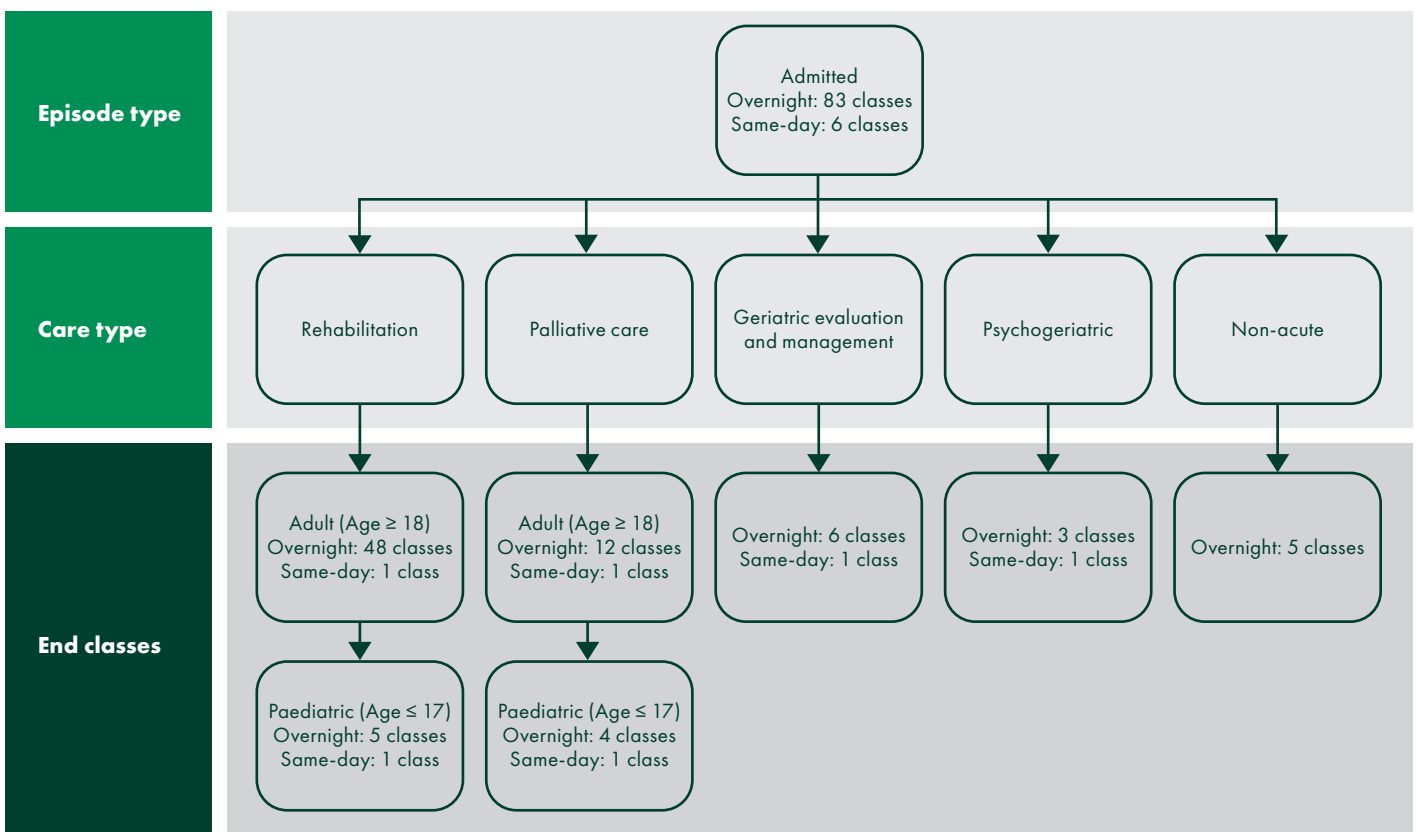 Episode type
Admitted
Overnight: 83 classes
Same-day: 6 classes
Care type
Rehabilitation
Palliative care
Geriatric evaluation
and management
Psychogeriatric
Non-acute
End classes
Adult (Age ≥ 18)
Overnight: 48 classes
Same-day: 1 class
Adult (Age ≥ 18)
Overnight: 12 classes
Same-day: 1 class
Overnight: 6 classes
Same-day: 1 class
Overnight: 3 classes
Same-day: 1 class
Overnight: 5 classes
Paediatric (Age ≤ 17)
Overnight: 5 classes
Same-day: 1 class
Paediatric (Age ≤ 17)
Overnight: 4 classes
Same-day: 1 class